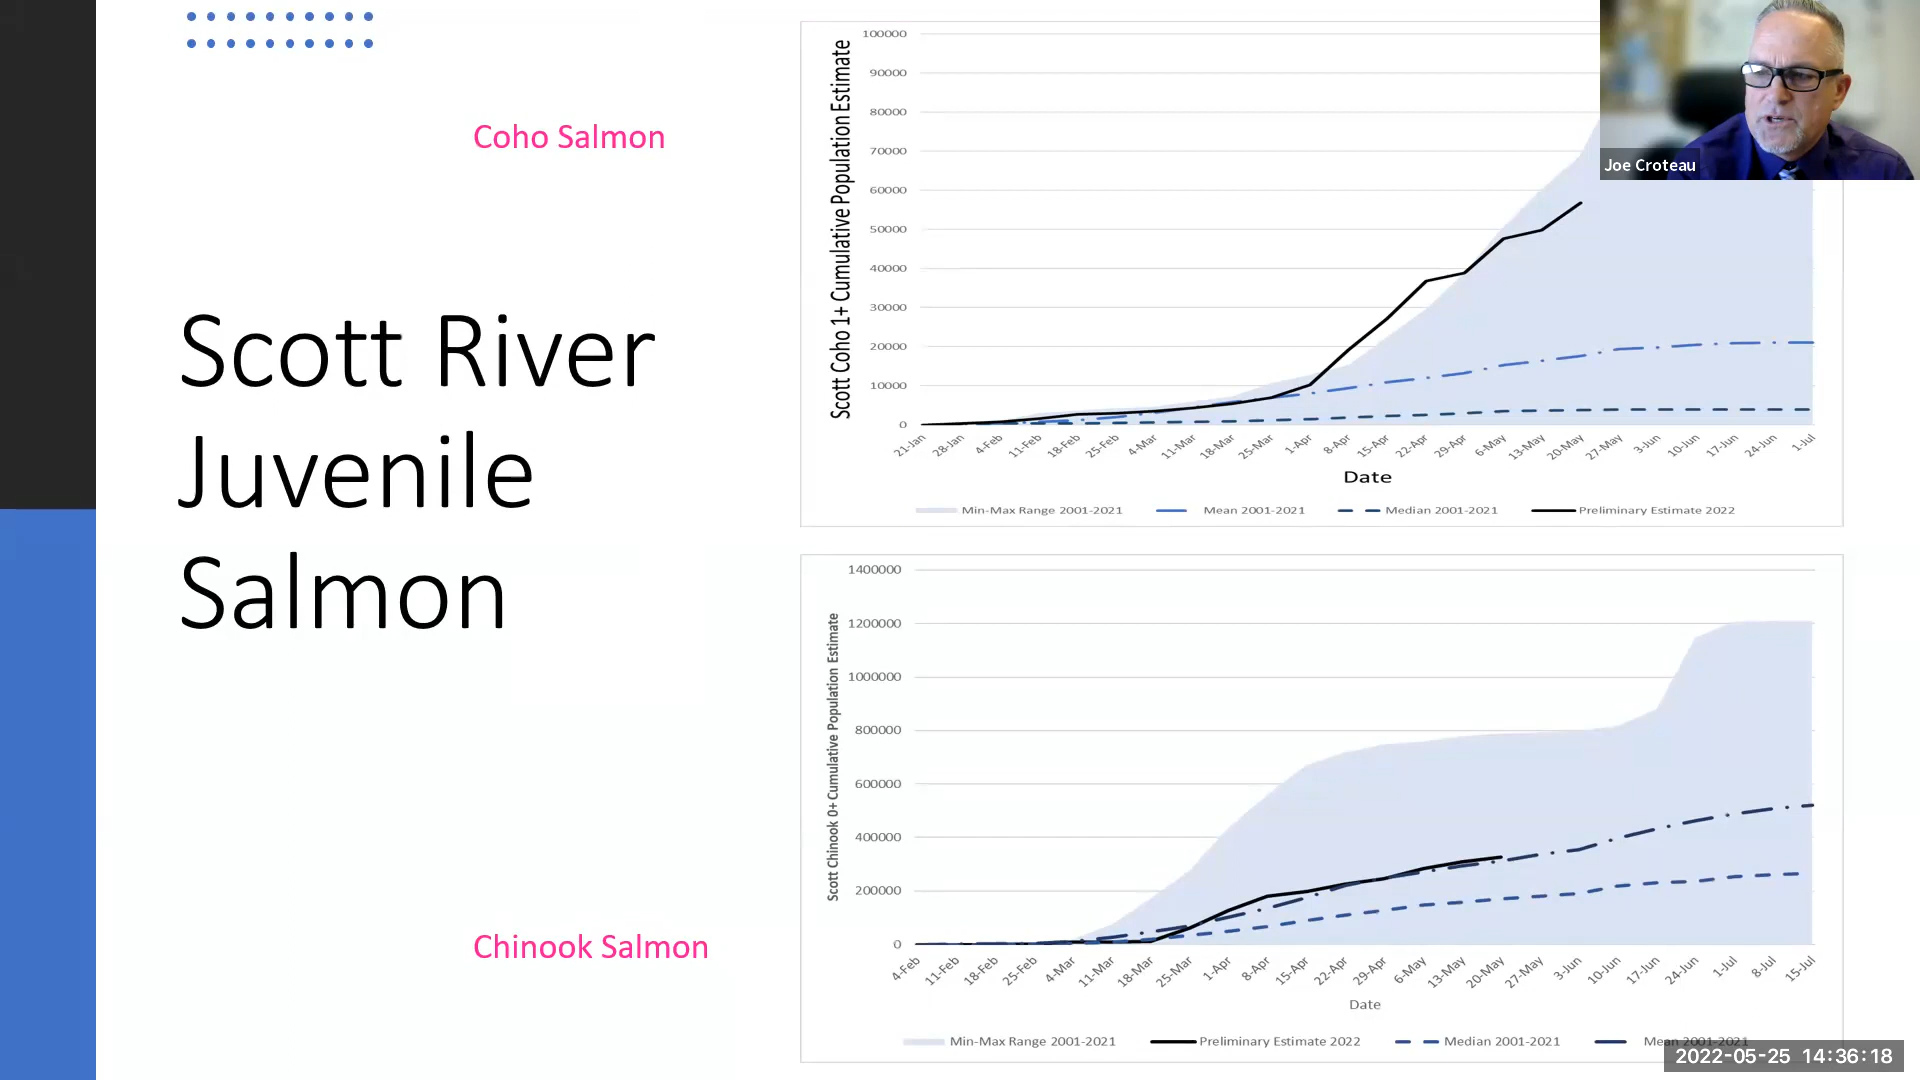 Coho Salmon
Scott River
Juvenile
Salmon
Chinook Salmon
Scott Coho 1+ Cumulative Population Estimate
100000
90000
80000
70000
60000
50000
40000
30000
20000
10000
0
21-Jan 28-Jan 4-Feb 11-Feb 18-Feb 25-Feb 4-Mar 11-Mar 18-Mar 25-Mar 1-Apr 8-Apr 15-Apr 22-Apr 29-Apr 6-May 13-May 20-May 27-May 3-Jun 10-Jun 17-Jun 24-Jun 1-Jul
Date
Min-Max Range 2001-2021 Mean 2001-2021 Median 2001-2021 Preliminary Estimate 2022
Joe Croteau
Scott Chinook 0+ Cumulative Population Estimate
1400000
1200000
1000000
800000
600000
400000
200000
0
4-Feb 11-Feb 18-Feb 25-Feb 4-Mar 11-Mar 18-Mar 25-Mar 1-Apr 8-Apr 15-Apr 22-Apr 29-Apr 6-May 13-May 20-May 27-May 3-Jun 10-Jun 17-Jun 24-Jun 1-Jul 8-Jul 15-Jul
Date
Min-Max Range 2001-2021 Preliminary Estimate 2022 Median 2001-2021 Mean 2001-2021
2022-05-25 14:36:18